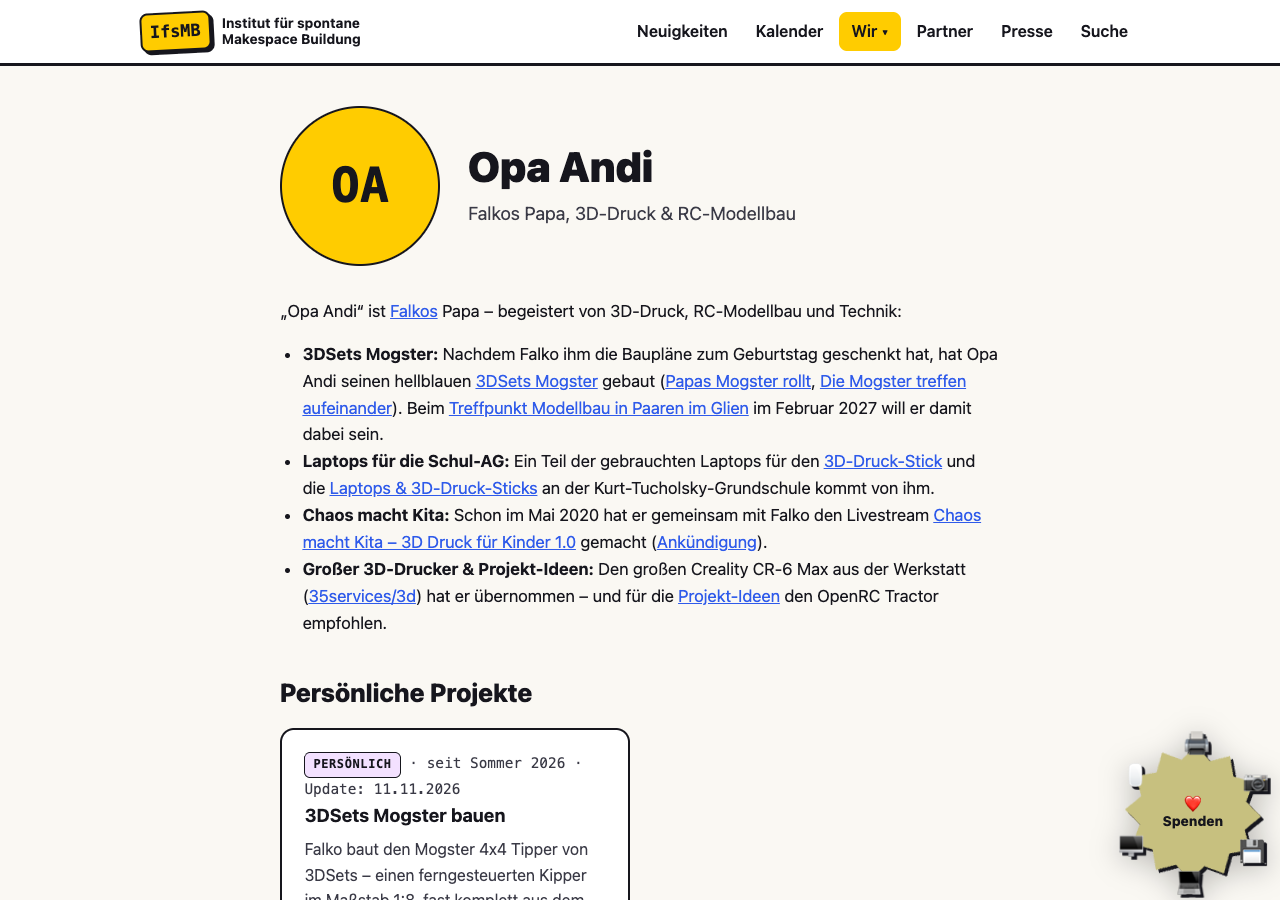 IfsMB
Institut für spontane
Makespace Buildung
Neuigkeiten
Kalender
Wir ▾
Partner
Presse
Suche
OA
Opa Andi
Falkos Papa, 3D-Druck & RC-Modellbau
„Opa Andi“ ist Falkos Papa – begeistert von 3D-Druck, RC-Modellbau und Technik:
• 3DSets Mogster: Nachdem Falko ihm die Baupläne zum Geburtstag geschenkt hat, hat Opa
Andi seinen hellblauen 3DSets Mogster gebaut (Papas Mogster rollt, Die Mogster treffen
aufeinander). Beim Treffpunkt Modellbau in Paaren im Glien im Februar 2027 will er damit
dabei sein.
• Laptops für die Schul-AG: Ein Teil der gebrauchten Laptops für den 3D-Druck-Stick und
die Laptops & 3D-Druck-Sticks an der Kurt-Tucholsky-Grundschule kommt von ihm.
• Chaos macht Kita: Schon im Mai 2020 hat er gemeinsam mit Falko den Livestream Chaos
macht Kita – 3D Druck für Kinder 1.0 gemacht (Ankündigung).
• Großer 3D-Drucker & Projekt-Ideen: Den großen Creality CR-6 Max aus der Werkstatt
(35services/3d) hat er übernommen – und für die Projekt-Ideen den OpenRC Tractor
empfohlen.
Persönliche Projekte
PERSÖNLICH · seit Sommer 2026 ·
Update: 11.11.2026
3DSets Mogster bauen
Falko baut den Mogster 4x4 Tipper von
3DSets – einen ferngesteuerten Kipper
im Maßstab 1:8, fast komplett aus dem
Spenden